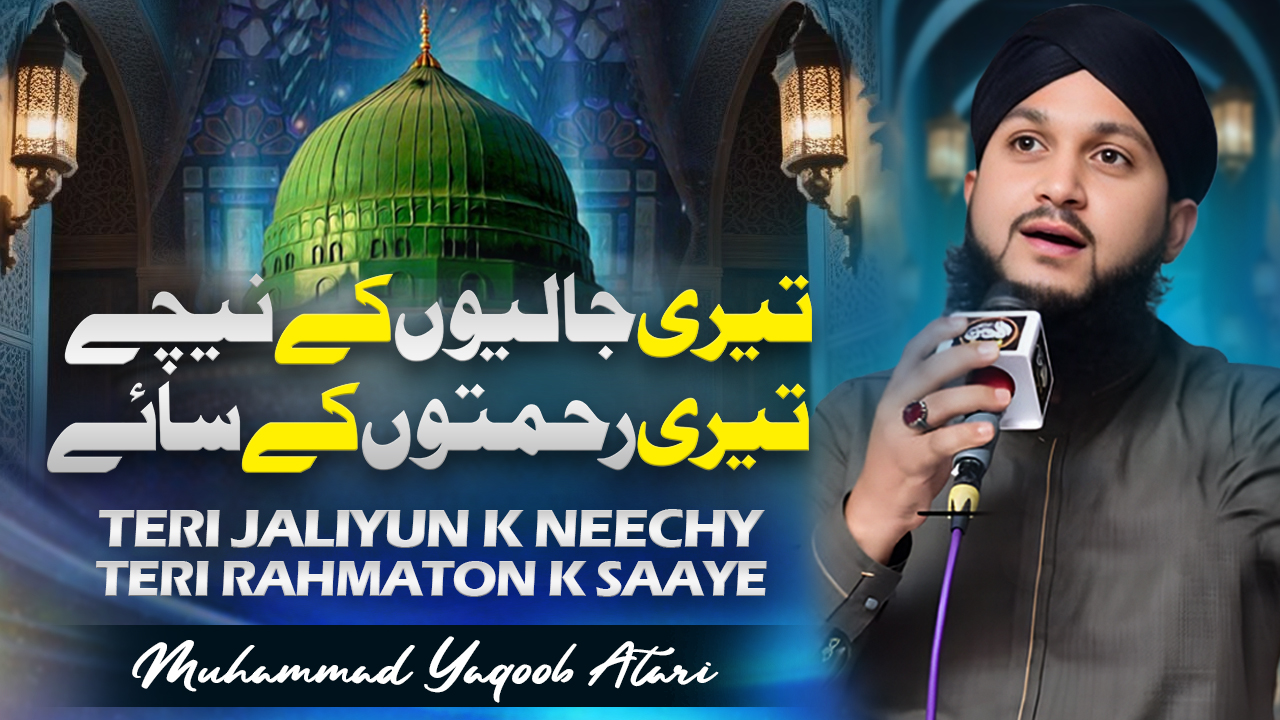 تیری جالیوں کے نیچے
تیری رحمتوں کے سائے
TERI JALIYUN K NEECHY
TERI RAHMATON K SAAYE
Muhammad Yaqoob Atari